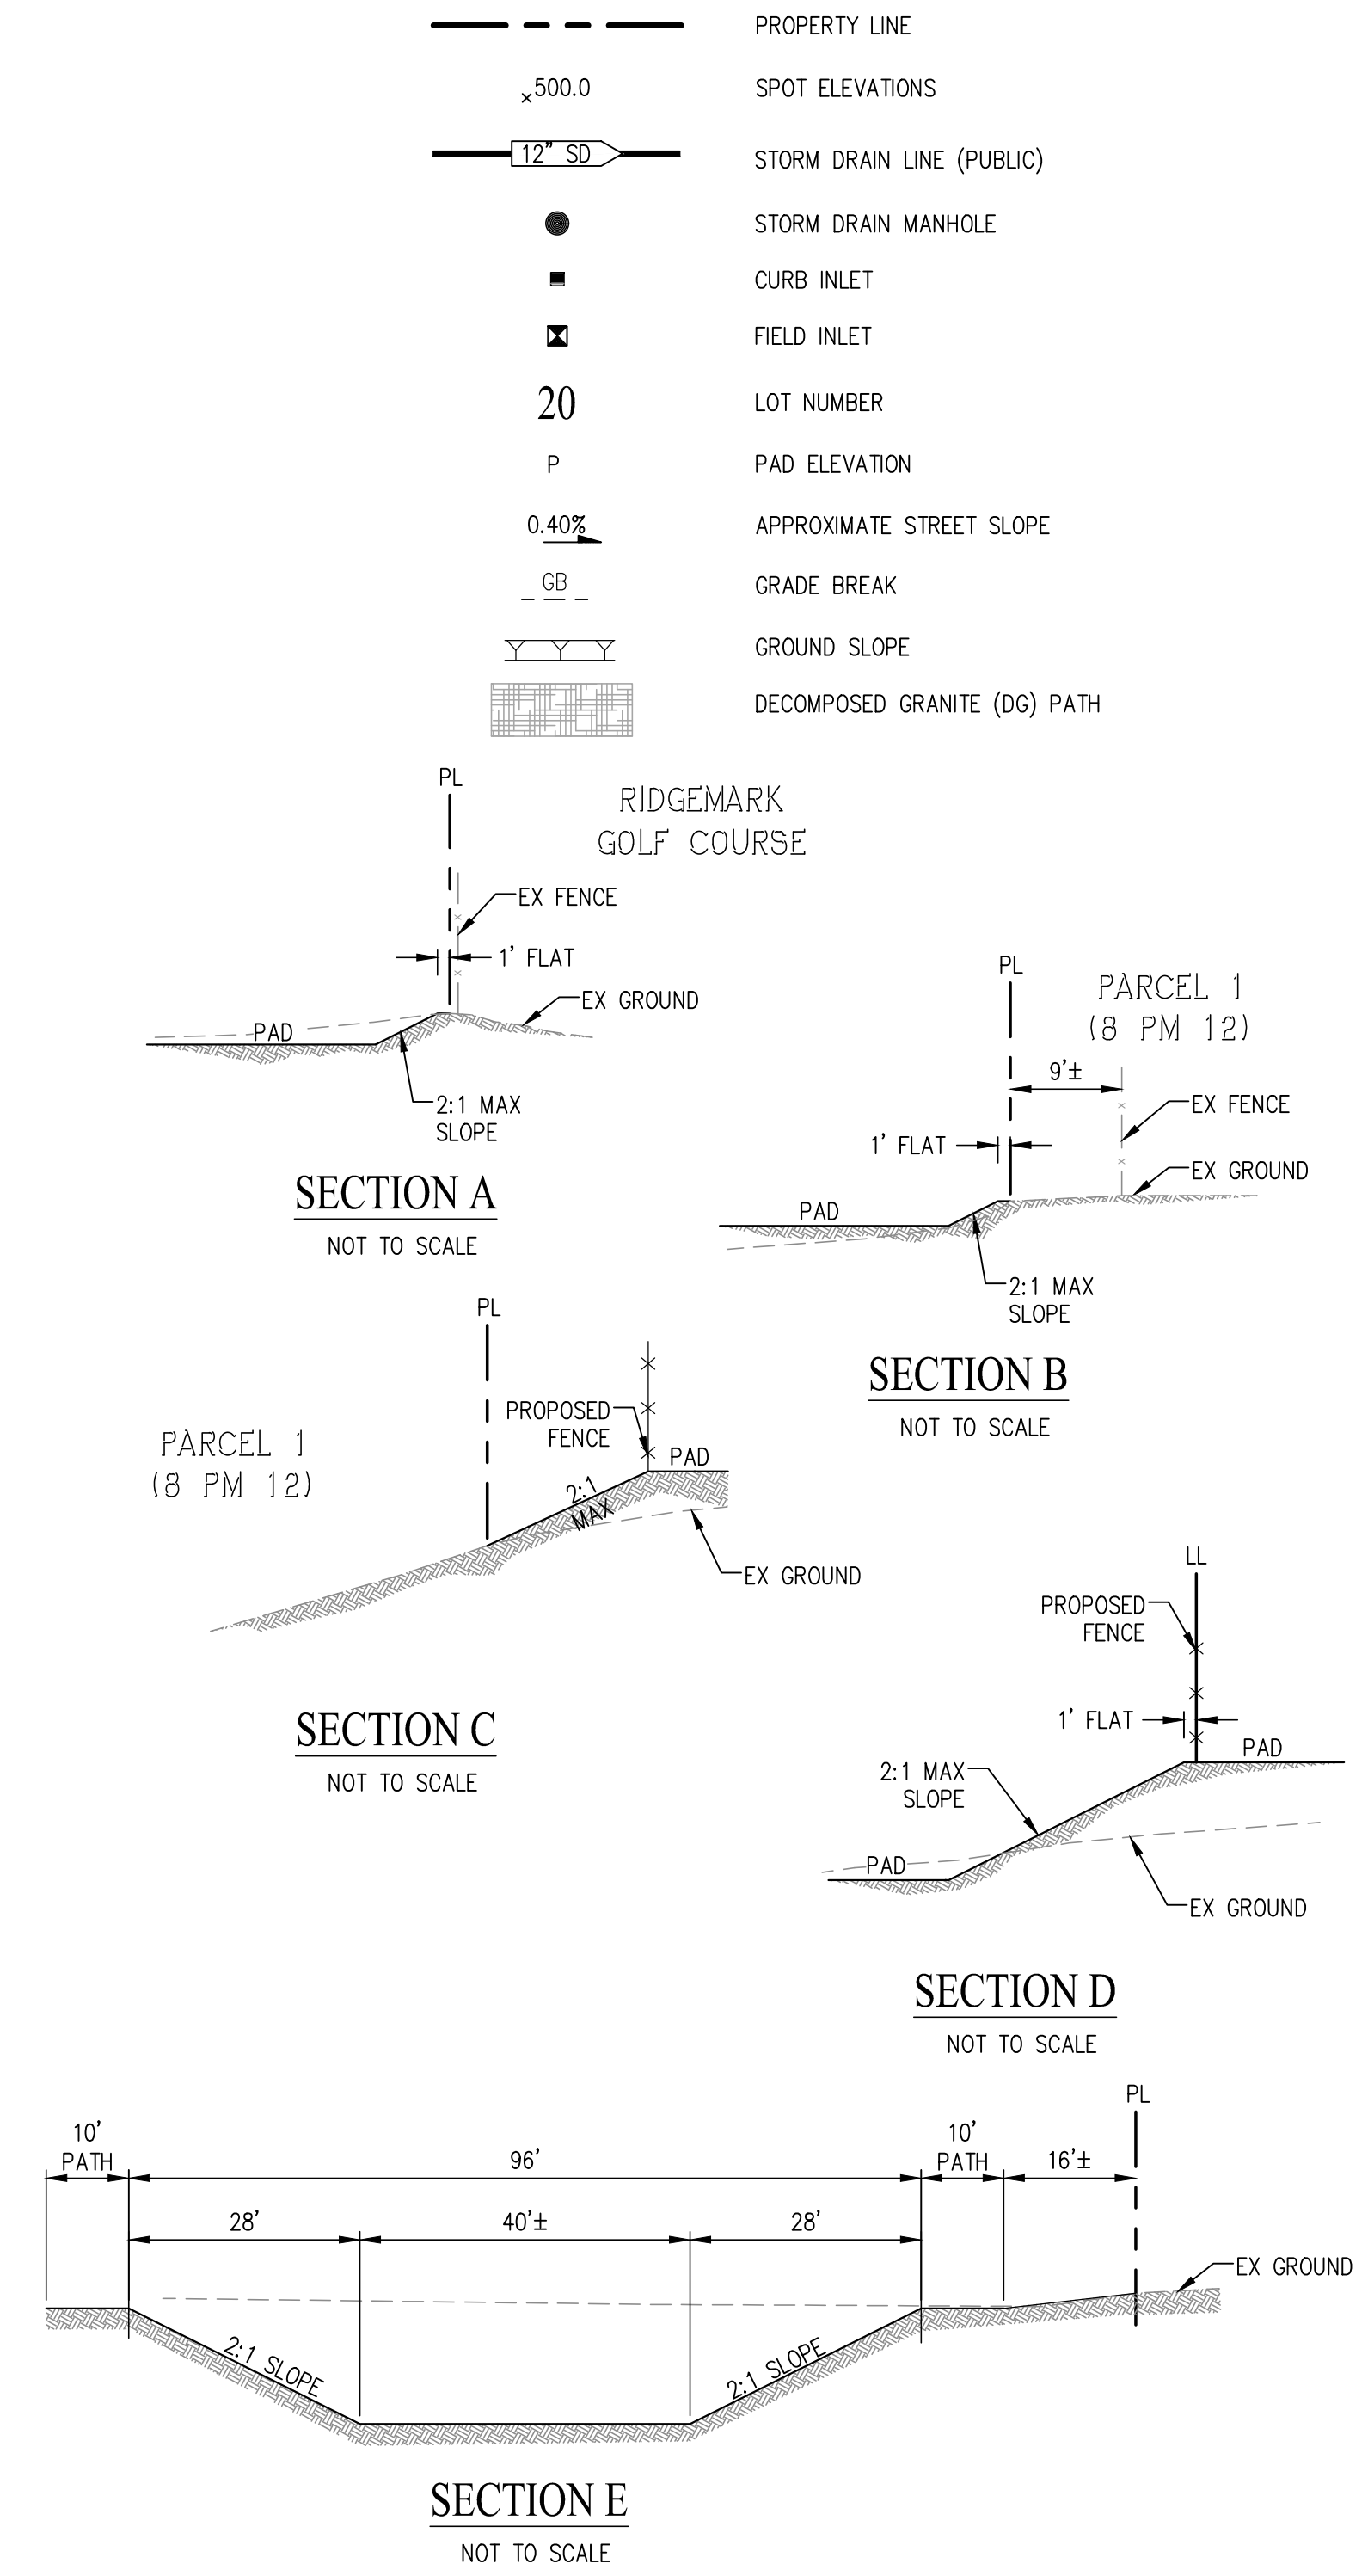 PROPERTY LINE
×500.0 SPOT ELEVATIONS
12" SD STORM DRAIN LINE (PUBLIC)
STORM DRAIN MANHOLE
CURB INLET
FIELD INLET
20 LOT NUMBER
P PAD ELEVATION
0.40% APPROXIMATE STREET SLOPE
GB GRADE BREAK
GROUND SLOPE
DECOMPOSED GRANITE (DG) PATH
PL
RIDGEMARK
GOLF COURSE
EX FENCE
1' FLAT
EX GROUND
PAD
2:1 MAX
SLOPE
SECTION A
NOT TO SCALE
PL
PARCEL 1
(8 PM 12)
9'±
EX FENCE
1' FLAT
EX GROUND
PAD
2:1 MAX
SLOPE
SECTION B
NOT TO SCALE
PL
PROPOSED
FENCE
PARCEL 1
(8 PM 12)
PAD
2:1
MAX
EX GROUND
SECTION C
NOT TO SCALE
LL
PROPOSED
FENCE
1' FLAT
PAD
2:1 MAX
SLOPE
PAD
EX GROUND
SECTION D
NOT TO SCALE
PL
10'
PATH
96'
10'
PATH
16'±
28'
40'±
28'
EX GROUND
2:1 SLOPE
2:1 SLOPE
SECTION E
NOT TO SCALE